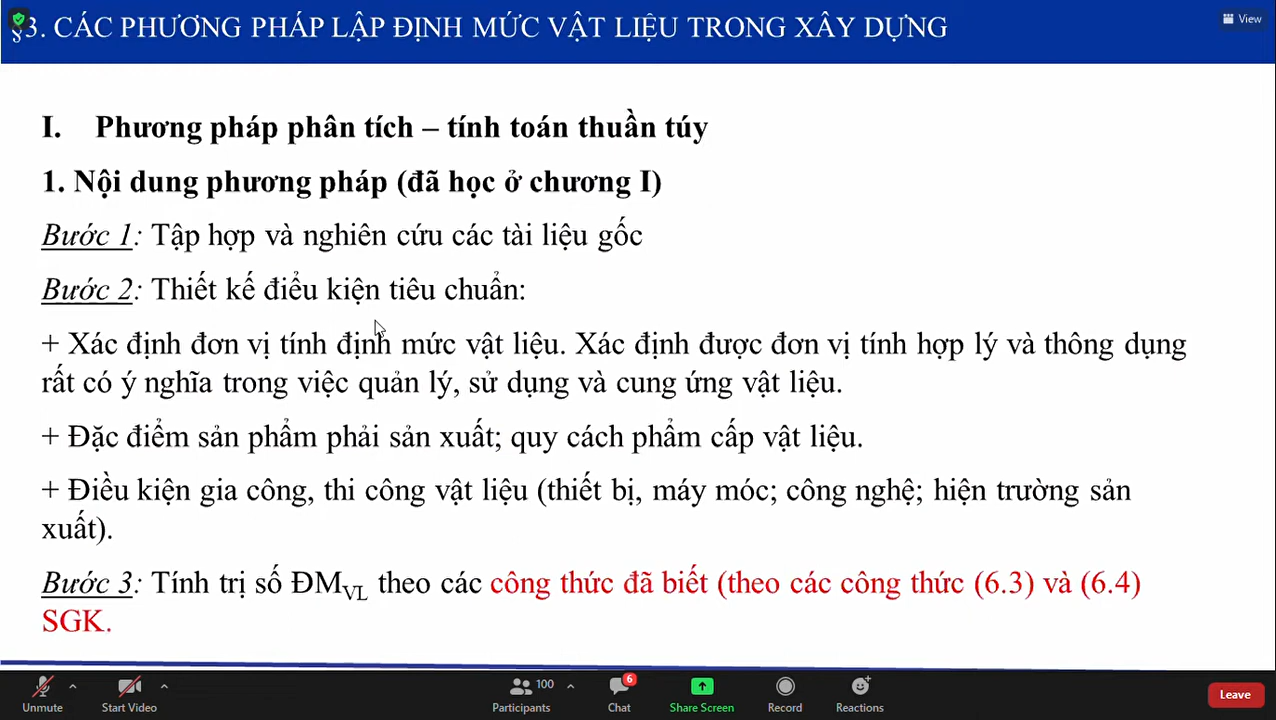 §3. CÁC PHƯƠNG PHÁP LẬP ĐỊNH MỨC VẬT LIỆU TRONG XÂY DỰNG
View
I. Phương pháp phân tích – tính toán thuần túy
1. Nội dung phương pháp (đã học ở chương I)
Bước 1: Tập hợp và nghiên cứu các tài liệu gốc
Bước 2: Thiết kế điểu kiện tiêu chuẩn:
+ Xác định đơn vị tính định mức vật liệu. Xác định được đơn vị tính hợp lý và thông dụng
rất có ý nghĩa trong việc quản lý, sử dụng và cung ứng vật liệu.
+ Đặc điểm sản phẩm phải sản xuất; quy cách phẩm cấp vật liệu.
+ Điều kiện gia công, thi công vật liệu (thiết bị, máy móc; công nghệ; hiện trường sản
xuất).
Bước 3: Tính trị số ĐMVL theo các công thức đã biết (theo các công thức (6.3) và (6.4)
SGK.
100
6
Unmute
Start Video
Participants
Chat
Share Screen
Record
Reactions
Leave